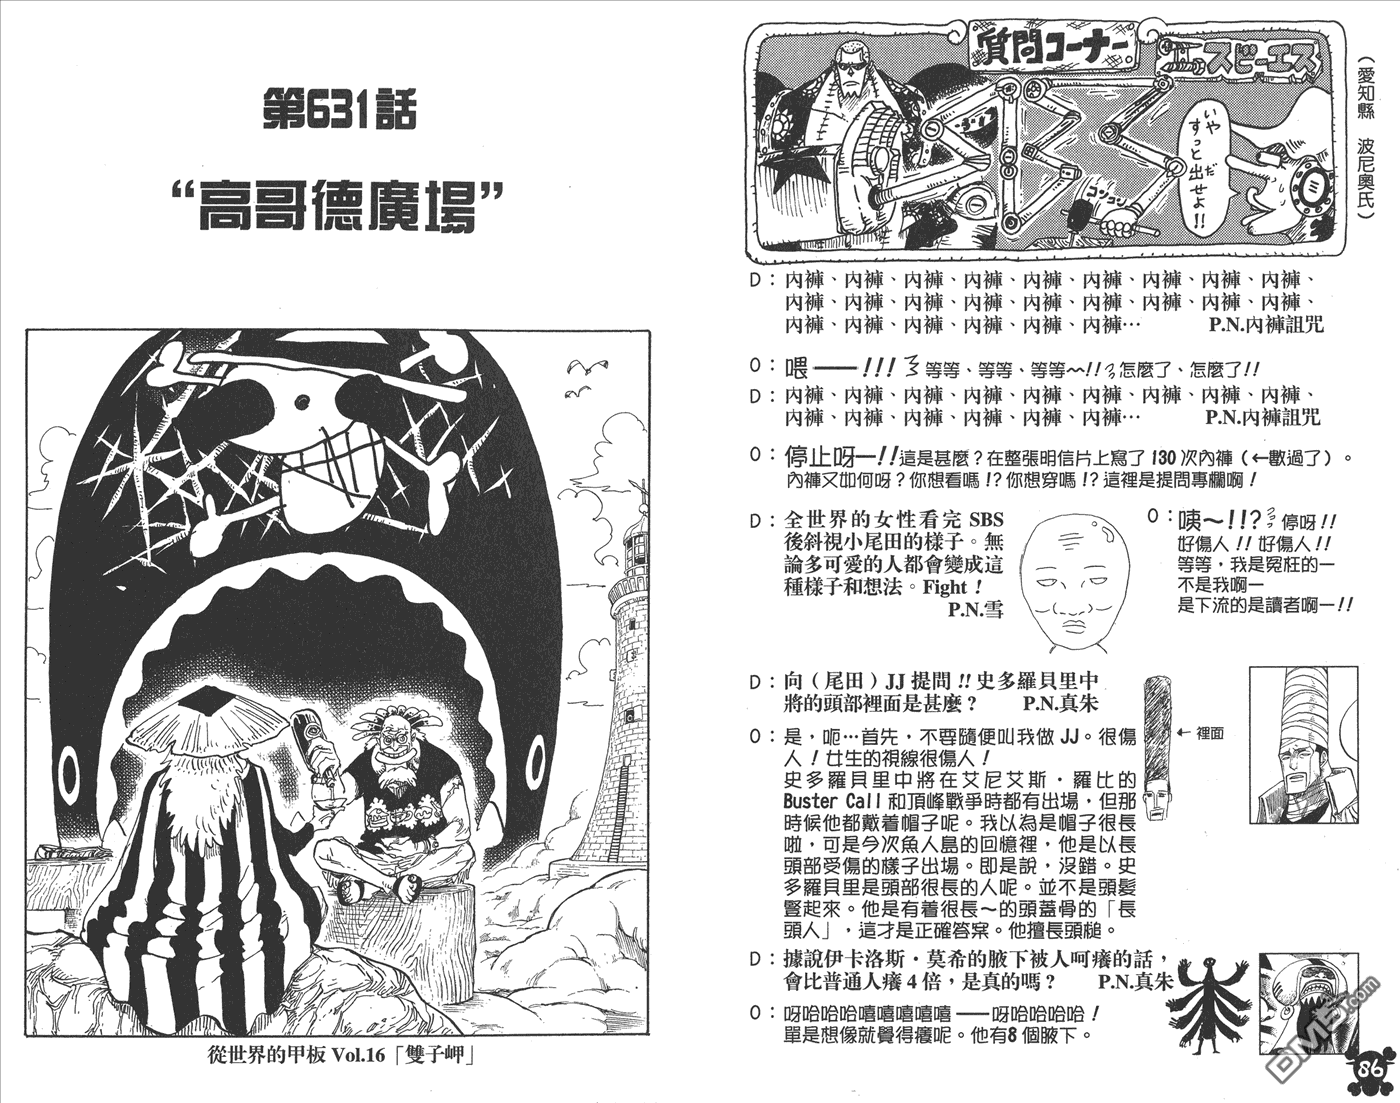 質問コーナー
エスビーエス
いや
だ
すっと出せよ!!
コンコン
(愛知縣 波尼奧氏)
D：內褲、內褲、內褲、內褲、內褲、內褲、內褲、內褲、內褲、
內褲、內褲、內褲、內褲、內褲、內褲、內褲、內褲、內褲、
內褲、內褲、內褲、內褲、內褲、內褲… P.N.內褲詛咒
O：喂——!!! 等等、等等、等等~!! 怎麼了、怎麼了!!
D：內褲、內褲、內褲、內褲、內褲、內褲、內褲、內褲、內褲、
內褲、內褲、內褲、內褲、內褲、內褲… P.N.內褲詛咒
O：停止呀一!!這是甚麼？在整張明信片上寫了130次內褲（←數過了）。
內褲又如何呀？你想看嗎!?你想穿嗎!?這裡是提問專欄啊！
D：全世界的女性看完 SBS
後斜視小尾田的樣子。無
論多可愛的人都會變成這
種樣子和想法。Fight！
P.N.雪
O：咦~!!? 停呀!!
好傷人!! 好傷人!!
等等，我是冤枉的一
不是我啊一
是下流的是讀者啊一!!
D：向（尾田）JJ 提問!! 史多羅貝里中
將的頭部裡面是甚麼？ P.N.真朱
← 裡面
O：是，呃…首先，不要隨便叫我做 JJ。很傷
人！女生的視線很傷人！
史多羅貝里中將在艾尼艾斯・羅比的
Buster Call 和頂峰戰爭時都有出場，但那
時候他都戴着帽子呢。我以為是帽子很長
啦，可是今次魚人島的回憶裡，他是以長
頭部受傷的樣子出場。即是說，沒錯。史
多羅貝里是頭部很長的人呢。並不是頭髮
豎起來。他是有着很長～的頭蓋骨的「長
頭人」，這才是正確答案。他擅長頭槌。
D：據說伊卡洛斯・莫希的腋下被人呵癢的話，
會比普通人癢 4 倍，是真的嗎？ P.N.真朱
O：呀哈哈哈嘻嘻嘻嘻嘻嘻——呀哈哈哈哈！
單是想像就覺得癢呢。他有8個腋下。
DM5.com
86
第631話
“高哥德廣場”
從世界的甲板 Vol.16「雙子岬」